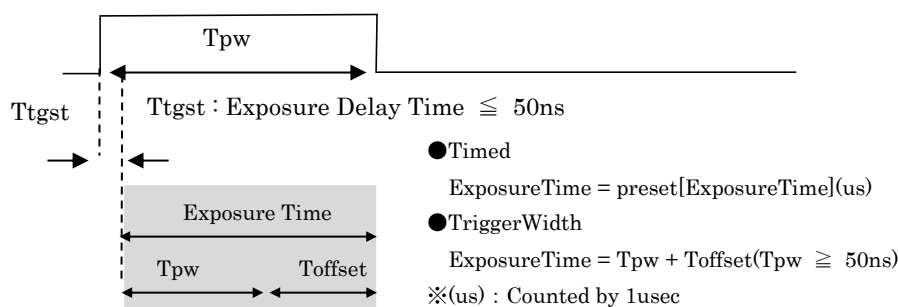 Tpw
Ttgst
Ttgst : Exposure Delay Time ≦ 50ns
●Timed
ExposureTime = preset[ExposureTime](us)
Exposure Time
●TriggerWidth
Tpw
Toffset
ExposureTime = Tpw + Toffset(Tpw ≧ 50ns)
※(us) : Counted by 1usec